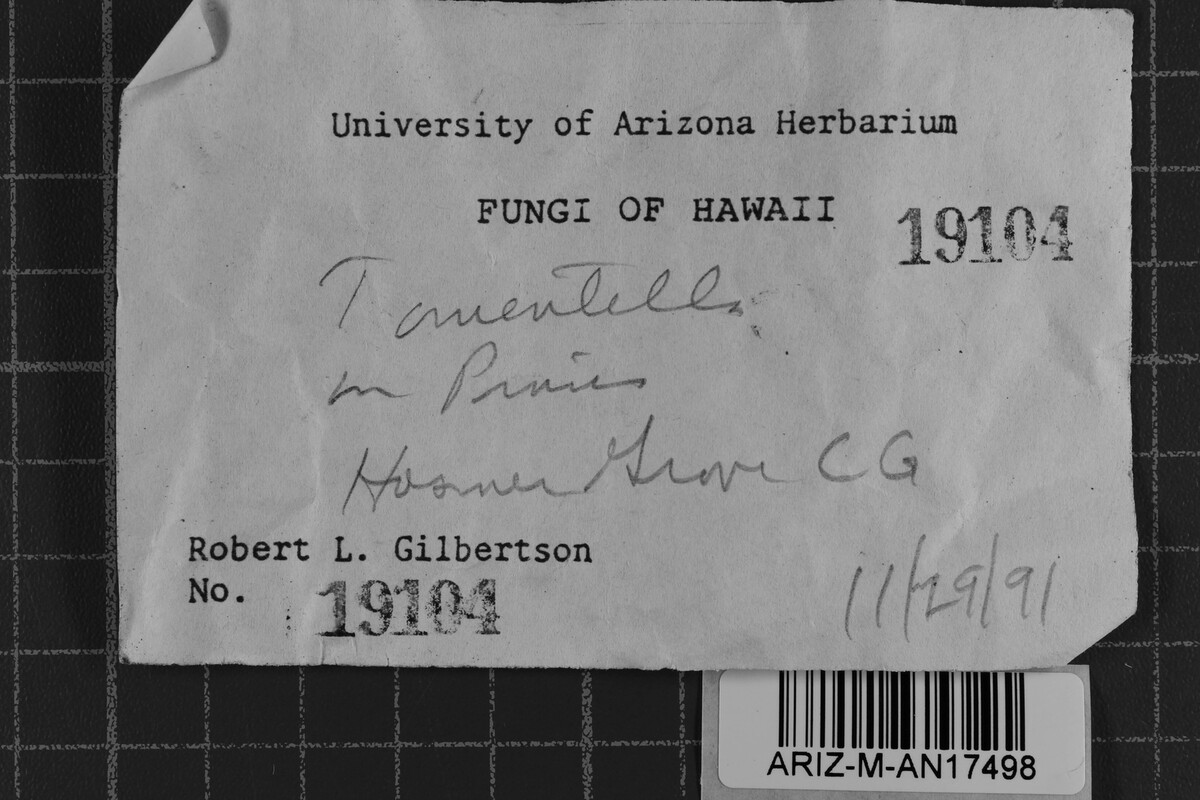 University of Arizona Herbarium
FUNGI OF HAWAII
19104
Tomentella
on Pinus
Hosmer Grove CG
Robert L. Gilbertson
No. 19104
11/29/91
ARIZ-M-AN17498